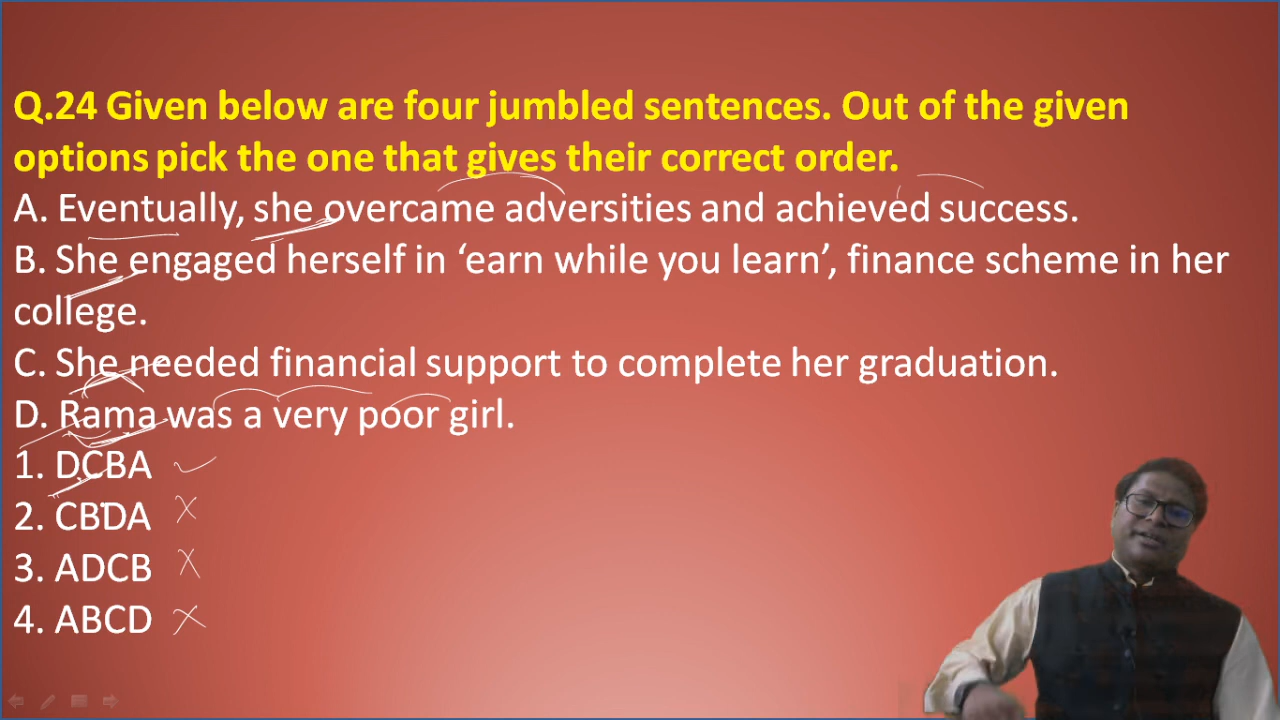 Q.24 Given below are four jumbled sentences. Out of the given
options pick the one that gives their correct order.
A. Eventually, she overcame adversities and achieved success.
B. She engaged herself in ‘earn while you learn’, finance scheme in her
college.
C. She needed financial support to complete her graduation.
D. Rama was a very poor girl.
1. DCBA
2. CBDA
3. ADCB
4. ABCD